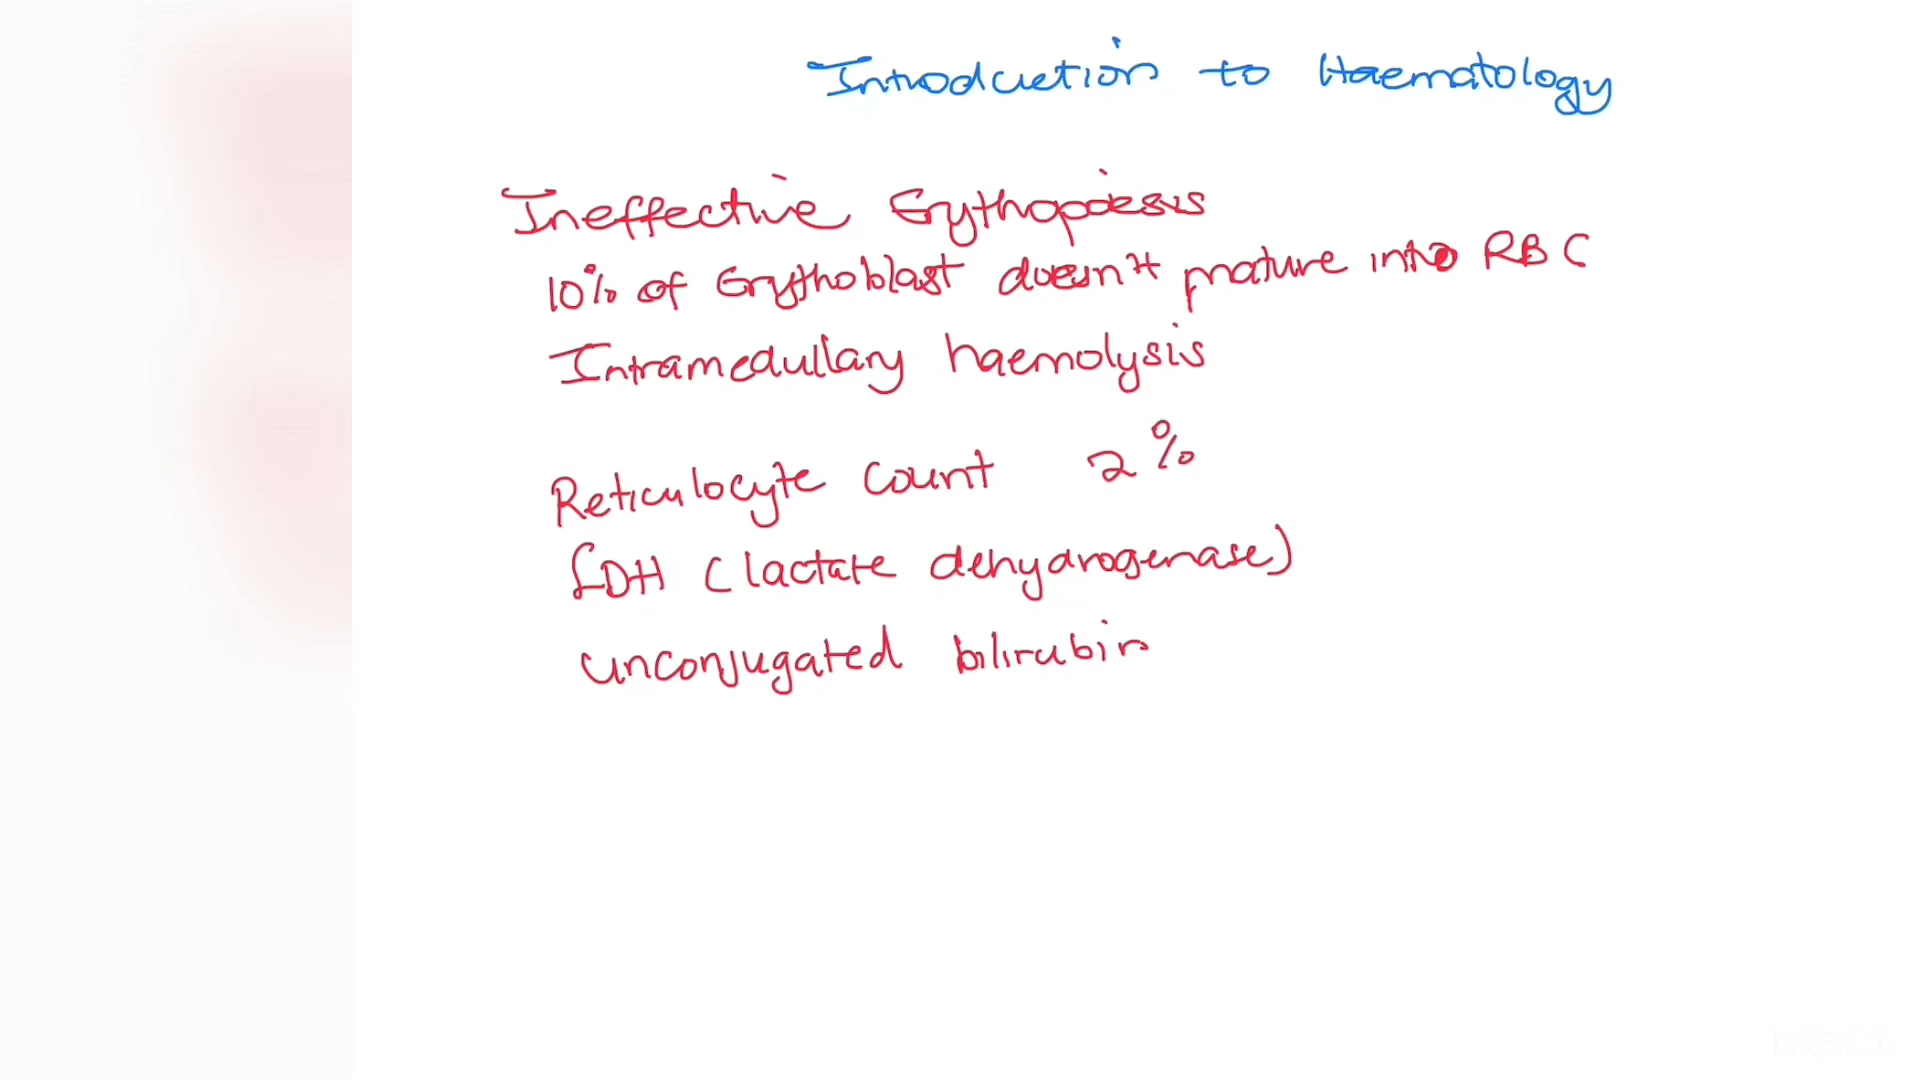 Introduction to Haematology
Ineffective Erythopoiesis
10% of Erythoblast doesn't mature into RBC
Intramedullary haemolysis
Reticulocyte count 2%
LDH (lactate dehydrogenase)
unconjugated bilirubin